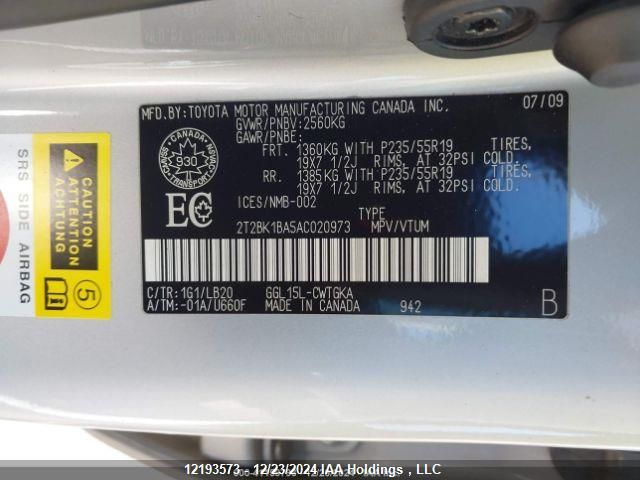 MFD.BY:TOYOTA MOTOR MANUFACTURING CANADA INC. 07/09
GVWR/PNBV:2560KG
GAWR/PNBE:
FRT. 1360KG WITH P235/55R19 TIRES,
19X7 1/2J RIMS, AT 32PSI COLD.
RR. 1385KG WITH P235/55R19 TIRES,
19X7 1/2J RIMS, AT 32PSI COLD.
ICES/NMB-002
TYPE
2T2BK1BA5AC020973 MPV/VTUM
CANADA
930
TRANSPORT
EC
C/TR:1G1/LB20 GGL15L-CWTGKA
A/TM:-01A/U660F MADE IN CANADA 942 B
SRS SIDE AIRBAG
CAUTION
ATTENTION
ACHTUNG
5
12193573 - 12/23/2024 IAA Holdings , LLC